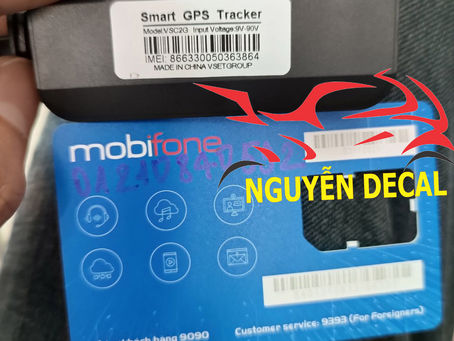 Smart GPS Tracker
Model:VSC2G Input Voltage:9V-90V
IMEI: 866330050363864
MADE IN CHINA VSETGROUP
mobifone
NGUYỄN DECAL
hàng 9090
Customer service: 9393 (For Foreigners)